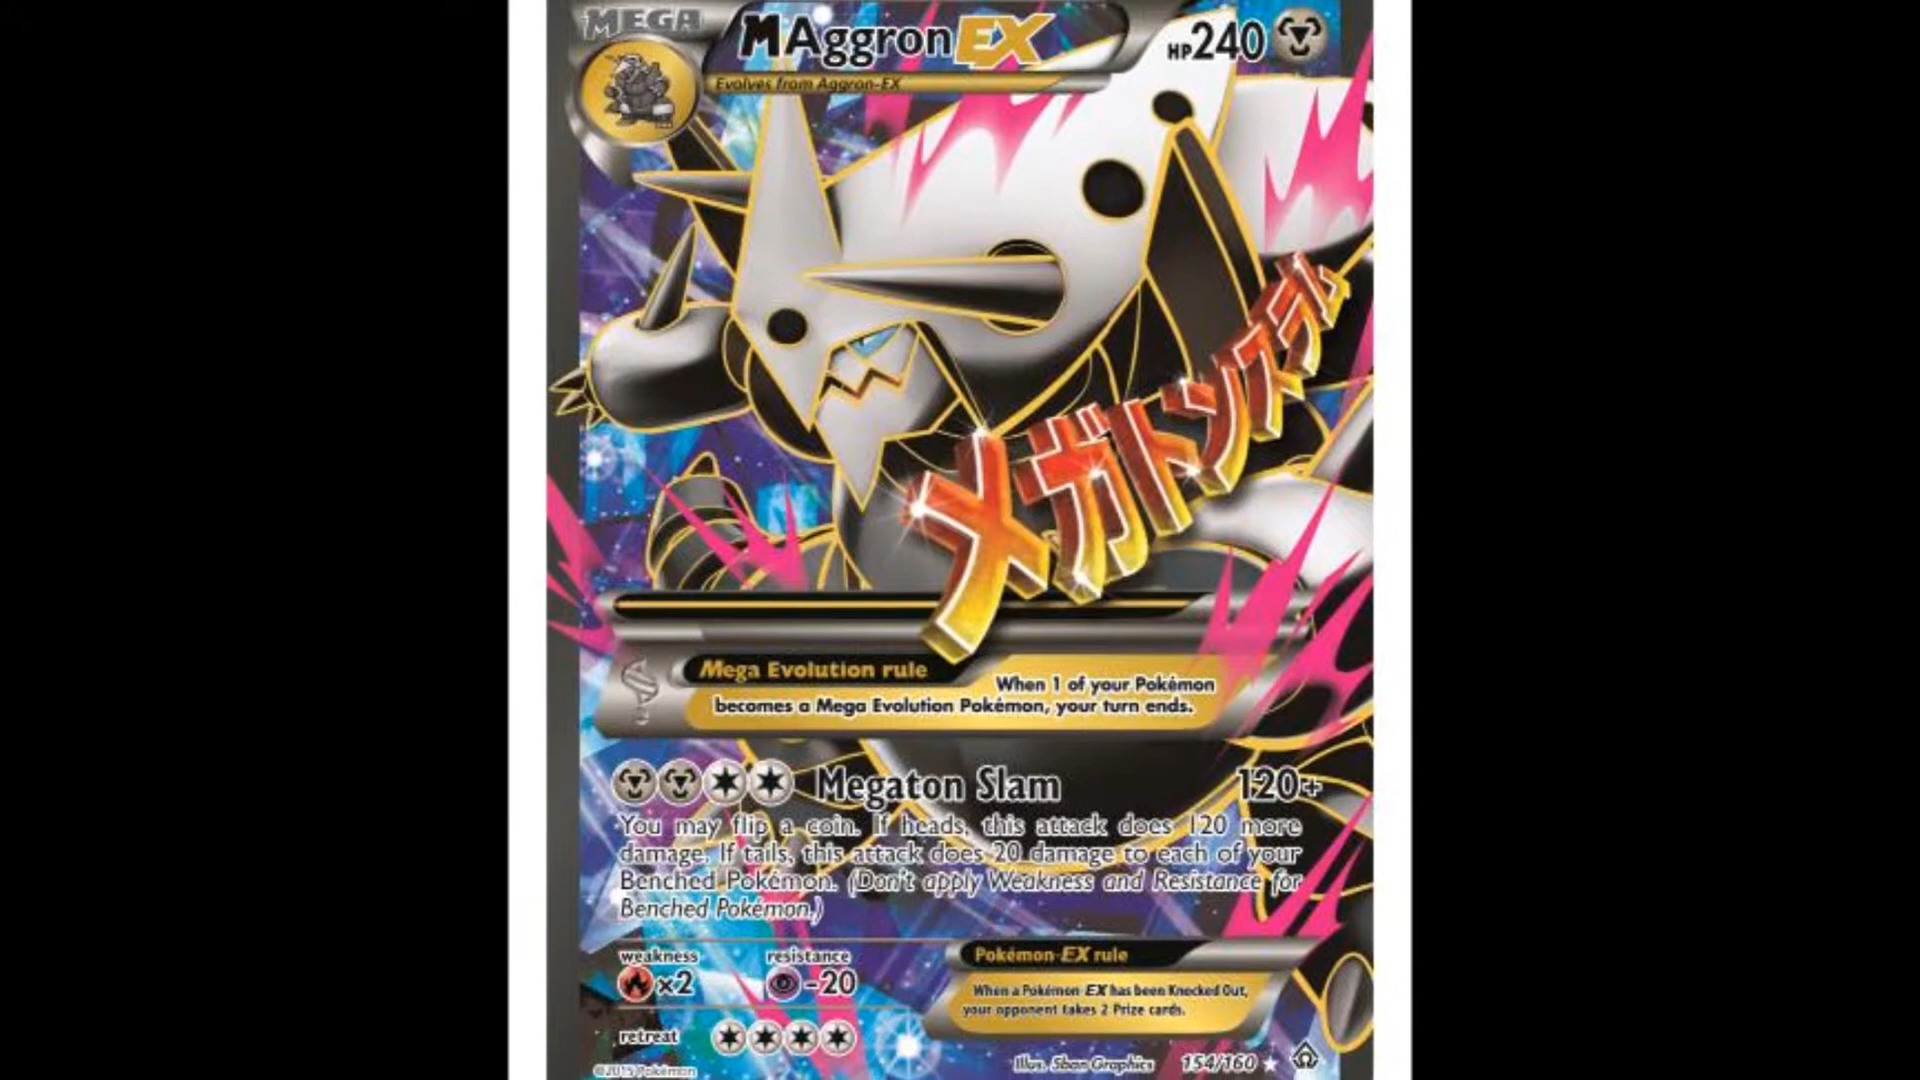 MEGA
MAggronEX HP240
Evolves from Aggron-EX
メガトンスラム
Mega Evolution rule
When 1 of your Pokémon
becomes a Mega Evolution Pokémon, your turn ends.
Megaton Slam 120+
You may flip a coin. If heads, this attack does 120 more
damage. If tails, this attack does 20 damage to each of your
Benched Pokémon. (Don't apply Weakness and Resistance for
Benched Pokémon.)
weakness resistance
×2 -20
retreat
Pokémon-EX rule
When a Pokémon-EX has been Knocked Out,
your opponent takes 2 Prize cards.
Illus. 5ban Graphics 154/160
©2015 Pokémon